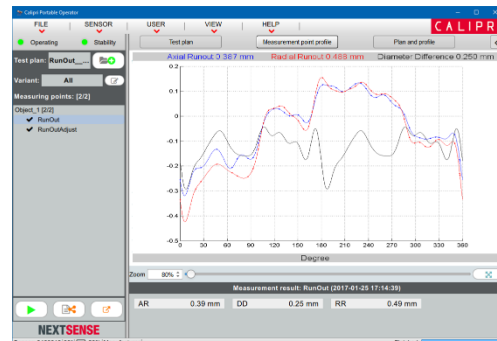 Calipri Portable Operator
FILE SENSOR USER VIEW HELP
CALIPR
Operating Stability
Test plan Measurement point profile Plan and profile
Test plan: RunOut__...
Variant: All
Measuring points: [2/2]
Object_1 [2/2]
RunOut
RunOutAdjust
Axial Runout 0.387 mm Radial Runout 0.488 mm Diameter Difference 0.250 mm
0.2
0.1
0
-0.1
-0.2
-0.3
-0.4
-0.5
0 30 60 90 120 150 180 210 240 270 300 330 360
Degree
Zoom 80%
Measurement result: RunOut (2017-01-25 17:14:39)
AR 0.39 mm DD 0.25 mm RR 0.49 mm
NEXTSENSE